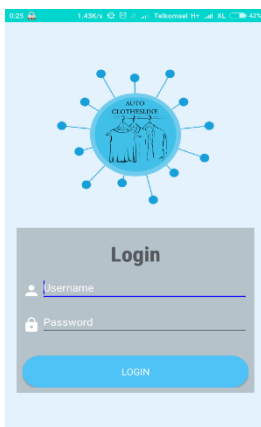 0:25 1.43K/s Telkomsel H+ XL 42%
AUTO
CLOTHESLINE
Login
Username
Password
LOGIN